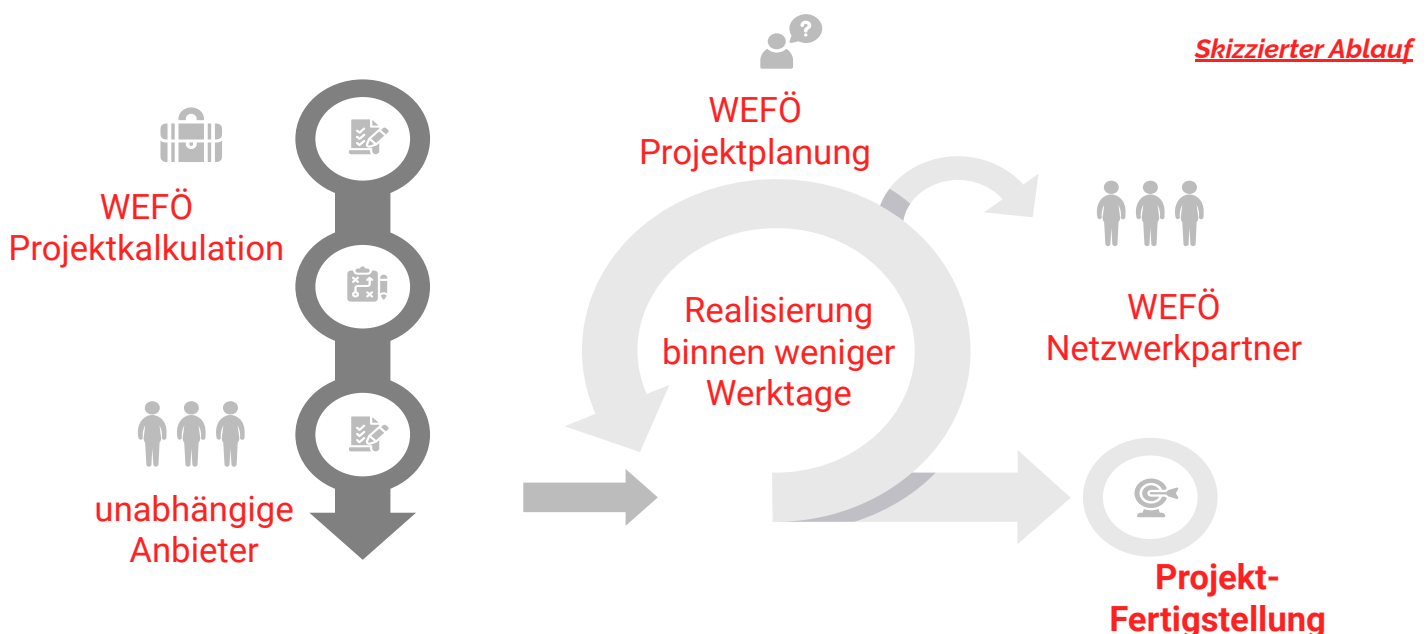 Skizzierter Ablauf
WEFÖ
Projektkalkulation
unabhängige
Anbieter
?
WEFÖ
Projektplanung
Realisierung
binnen weniger
Werktage
WEFÖ
Netzwerkpartner
Projekt-
Fertigstellung